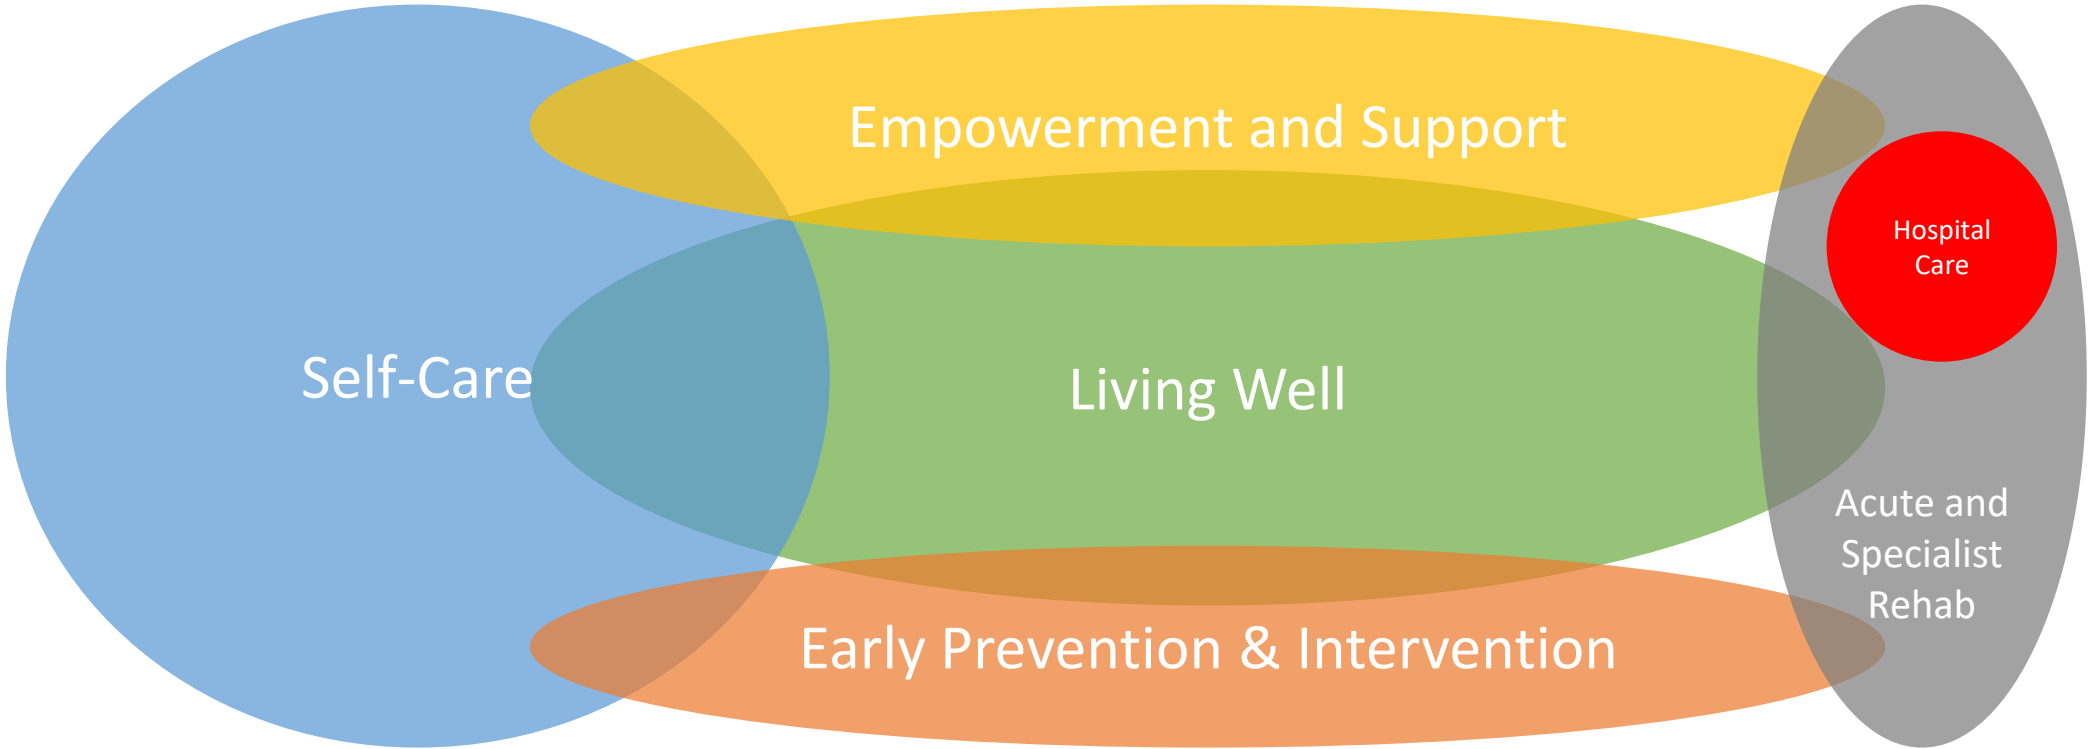 Empowerment and Support
Hospital
Care
Self-Care
Living Well
Acute and
Specialist
Rehab
Early Prevention & Intervention